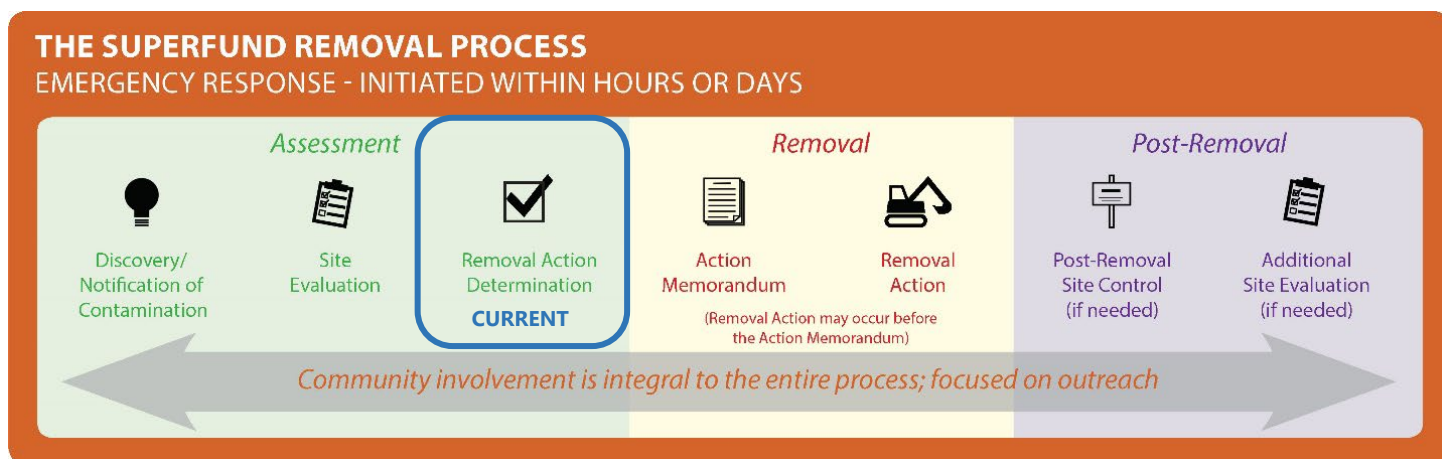 THE SUPERFUND REMOVAL PROCESS
EMERGENCY RESPONSE - INITIATED WITHIN HOURS OR DAYS
Assessment
Discovery/
Notification of
Contamination
Site
Evaluation
Removal Action
Determination
CURRENT
Removal
Action
Memorandum
Removal
Action
(Removal Action may occur before
the Action Memorandum)
Post-Removal
Post-Removal
Site Control
(if needed)
Additional
Site Evaluation
(if needed)
Community involvement is integral to the entire process; focused on outreach